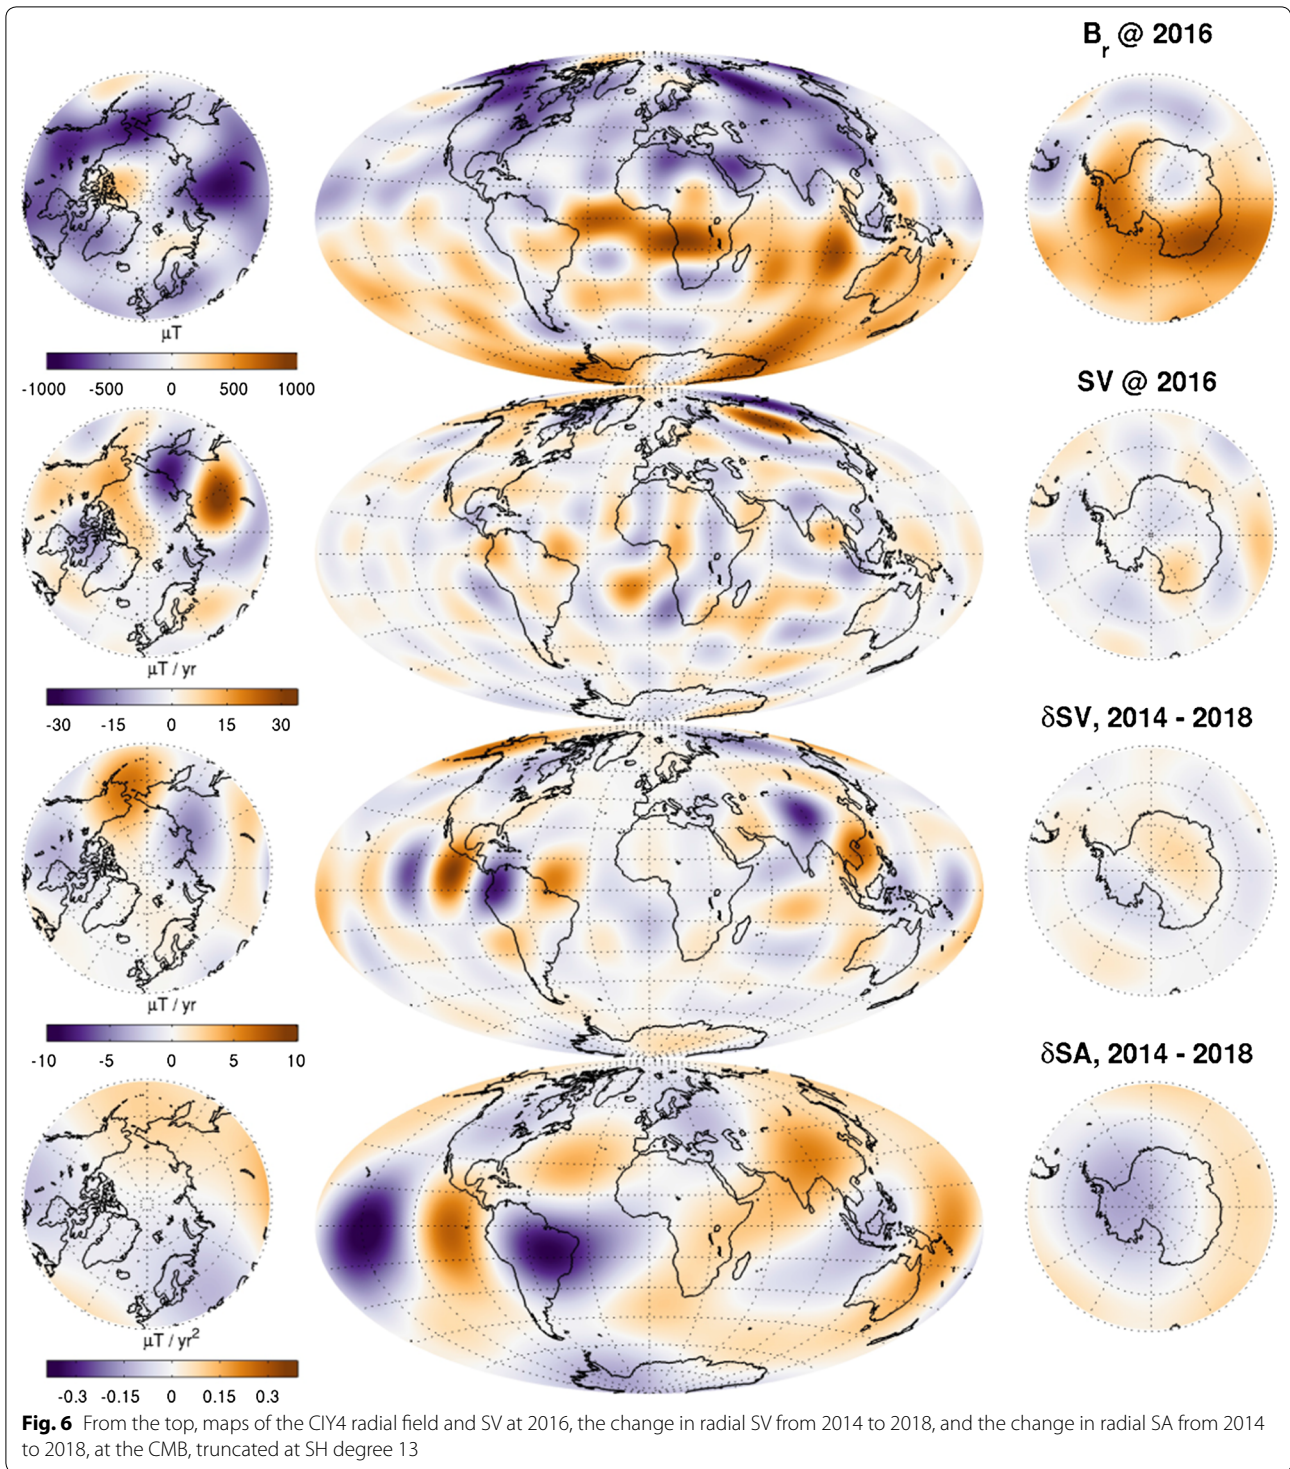 B_r @ 2016
μT
-1000 -500 0 500 1000
SV @ 2016
μT / yr
-30 -15 0 15 30
δSV, 2014 - 2018
μT / yr
-10 -5 0 5 10
δSA, 2014 - 2018
μT / yr²
-0.3 -0.15 0 0.15 0.3
Fig. 6 From the top, maps of the CIY4 radial field and SV at 2016, the change in radial SV from 2014 to 2018, and the change in radial SA from 2014
to 2018, at the CMB, truncated at SH degree 13